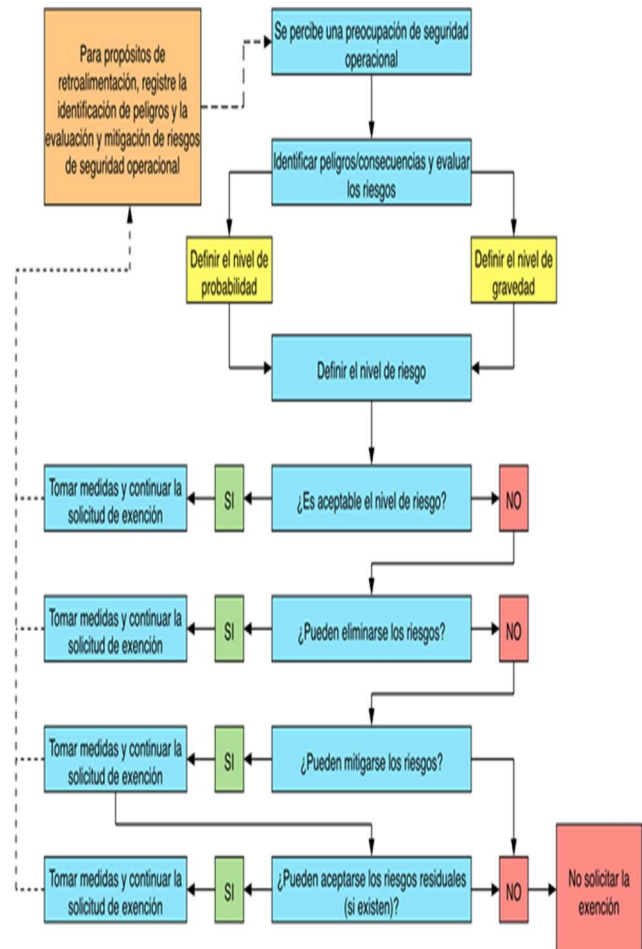 Para propósitos de
retroalimentación, registre la
identificación de peligros y la
evaluación y mitigación de riesgos
de seguridad operacional
Se percibe una preocupación de seguridad
operacional
Identificar peligros/consecuencias y evaluar
los riesgos
Definir el nivel de
probabilidad
Definir el nivel de
gravedad
Definir el nivel de riesgo
Tomar medidas y continuar la
solicitud de exención
SI
¿Es aceptable el nivel de riesgo?
NO
Tomar medidas y continuar la
solicitud de exención
SI
¿Pueden eliminarse los riesgos?
NO
Tomar medidas y continuar la
solicitud de exención
SI
¿Pueden mitigarse los riesgos?
Tomar medidas y continuar la
solicitud de exención
SI
¿Pueden aceptarse los riesgos residuales
(si existen)?
NO
No solicitar la
exención